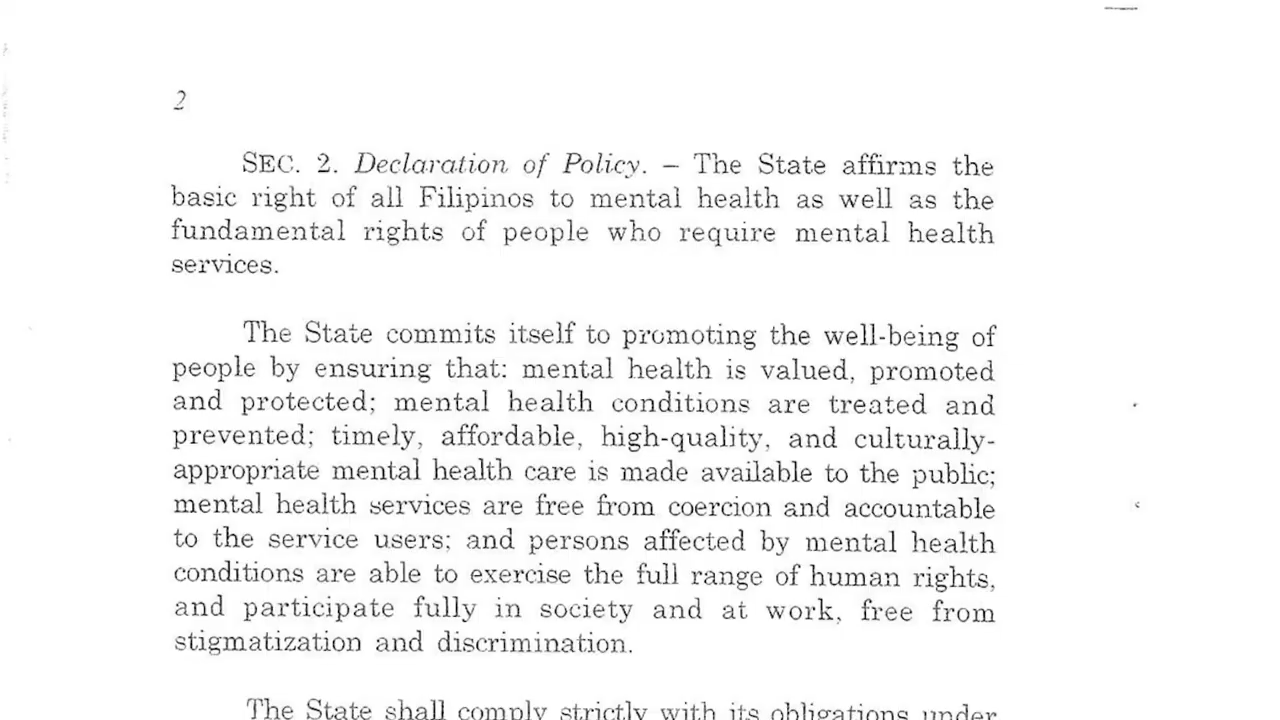 2
SEC. 2. Declaration of Policy. – The State affirms the
basic right of all Filipinos to mental health as well as the
fundamental rights of people who require mental health
services.
The State commits itself to promoting the well-being of
people by ensuring that: mental health is valued, promoted
and protected; mental health conditions are treated and
prevented; timely, affordable, high-quality, and culturally-
appropriate mental health care is made available to the public;
mental health services are free from coercion and accountable
to the service users; and persons affected by mental health
conditions are able to exercise the full range of human rights,
and participate fully in society and at work, free from
stigmatization and discrimination.
The State shall comply strictly with its obligations under